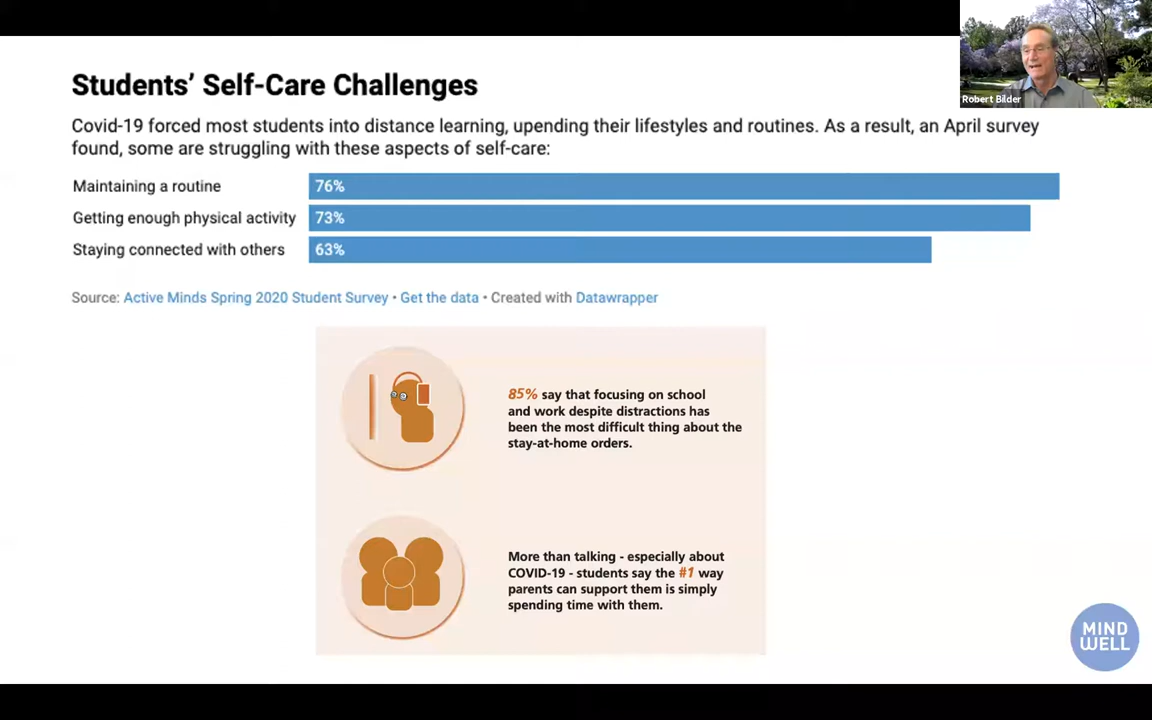 Students' Self-Care Challenges
Robert Bilder
Covid-19 forced most students into distance learning, upending their lifestyles and routines. As a result, an April survey
found, some are struggling with these aspects of self-care:
Maintaining a routine 76%
Getting enough physical activity 73%
Staying connected with others 63%
Source: Active Minds Spring 2020 Student Survey • Get the data • Created with Datawrapper
85% say that focusing on school
and work despite distractions has
been the most difficult thing about the
stay-at-home orders.
More than talking - especially about
COVID-19 - students say the #1 way
parents can support them is simply
spending time with them.
MIND
WELL